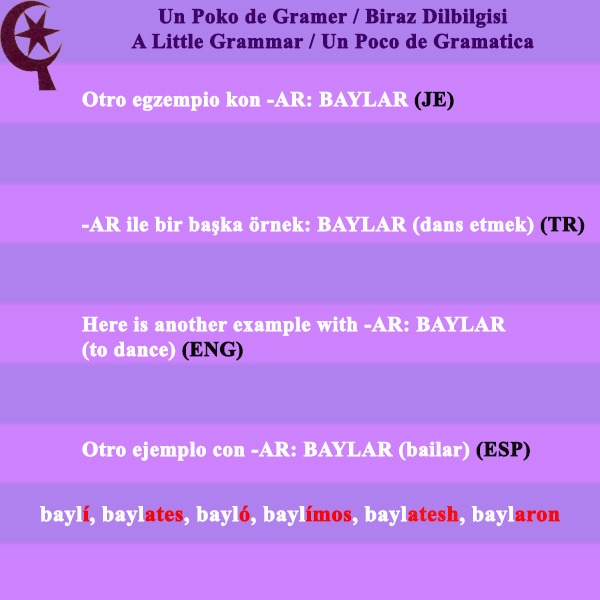 Un Poko de Gramer / Biraz Dilbilgisi
A Little Grammar / Un Poco de Gramatica
Otro egzempio kon -AR: BAYLAR (JE)
-AR ile bir başka örnek: BAYLAR (dans etmek) (TR)
Here is another example with -AR: BAYLAR
(to dance) (ENG)
Otro ejemplo con -AR: BAYLAR (bailar) (ESP)
baylí, baylates, bayló, baylímos, baylatesh, baylaron